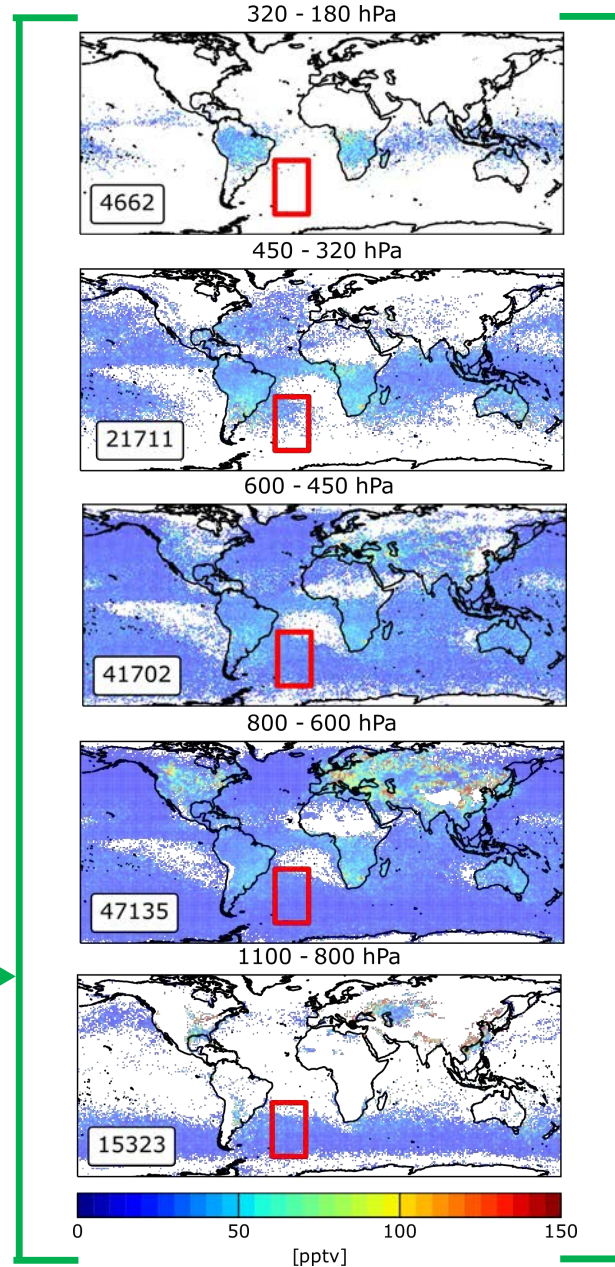 320 - 180 hPa
4662
450 - 320 hPa
21711
600 - 450 hPa
41702
800 - 600 hPa
47135
1100 - 800 hPa
15323
0 50 100 150
[pptv]